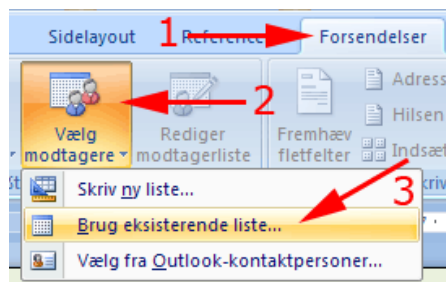 Sidelayout 1 Reference Forsendelser
2
Vælg modtagere
Rediger modtagerliste
Fremhæv fletfelter
Adress
Hilsen
Indsæt
3
Skriv ny liste...
Brug eksisterende liste...
Vælg fra Outlook-kontaktpersoner...